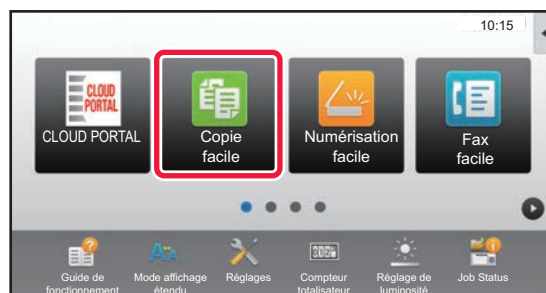 10:15
CLOUD
PORTAL
CLOUD PORTAL
Copie
facile
Numérisation
facile
Fax
facile
Guide de
fonctionnement
Mode affichage
étendu
Réglages
Compteur
totalisateur
Réglage de
luminosité
Job Status